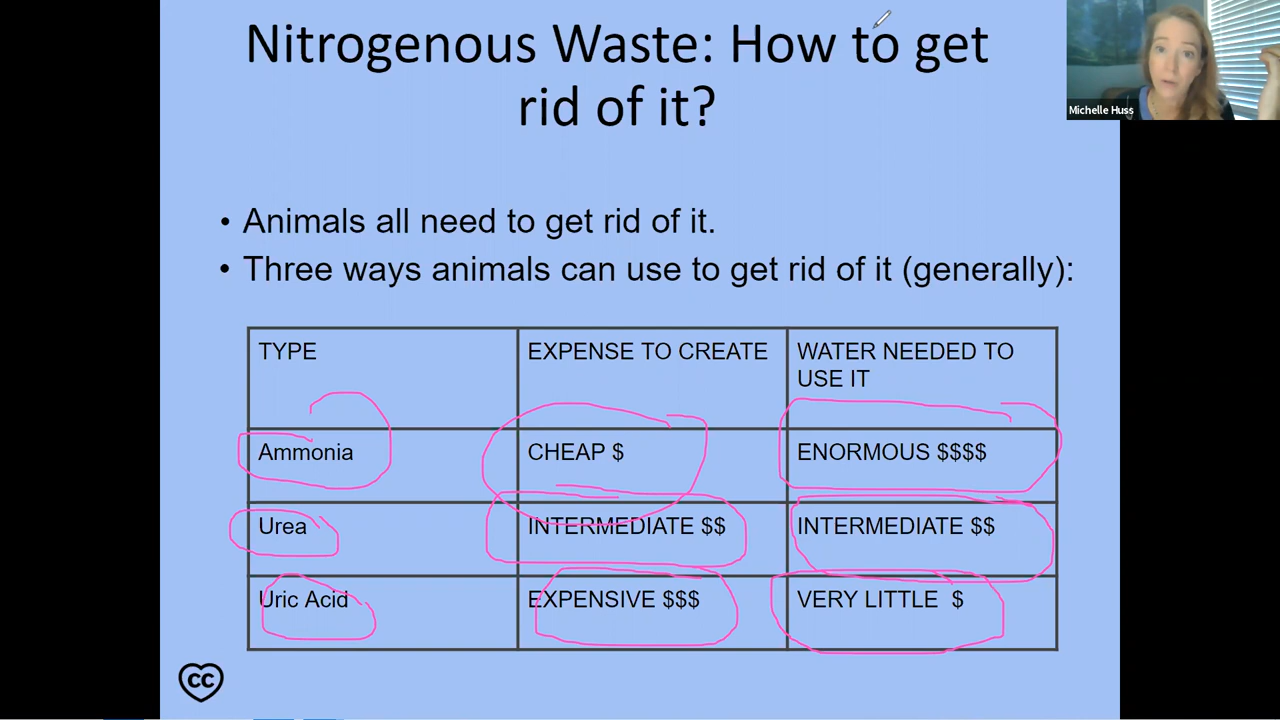 Nitrogenous Waste: How to get
rid of it?
Michelle Huss
• Animals all need to get rid of it.
• Three ways animals can use to get rid of it (generally):
TYPE EXPENSE TO CREATE WATER NEEDED TO
USE IT
Ammonia CHEAP $ ENORMOUS $$$$
Urea INTERMEDIATE $$ INTERMEDIATE $$
Uric Acid EXPENSIVE $$$ VERY LITTLE $
CC